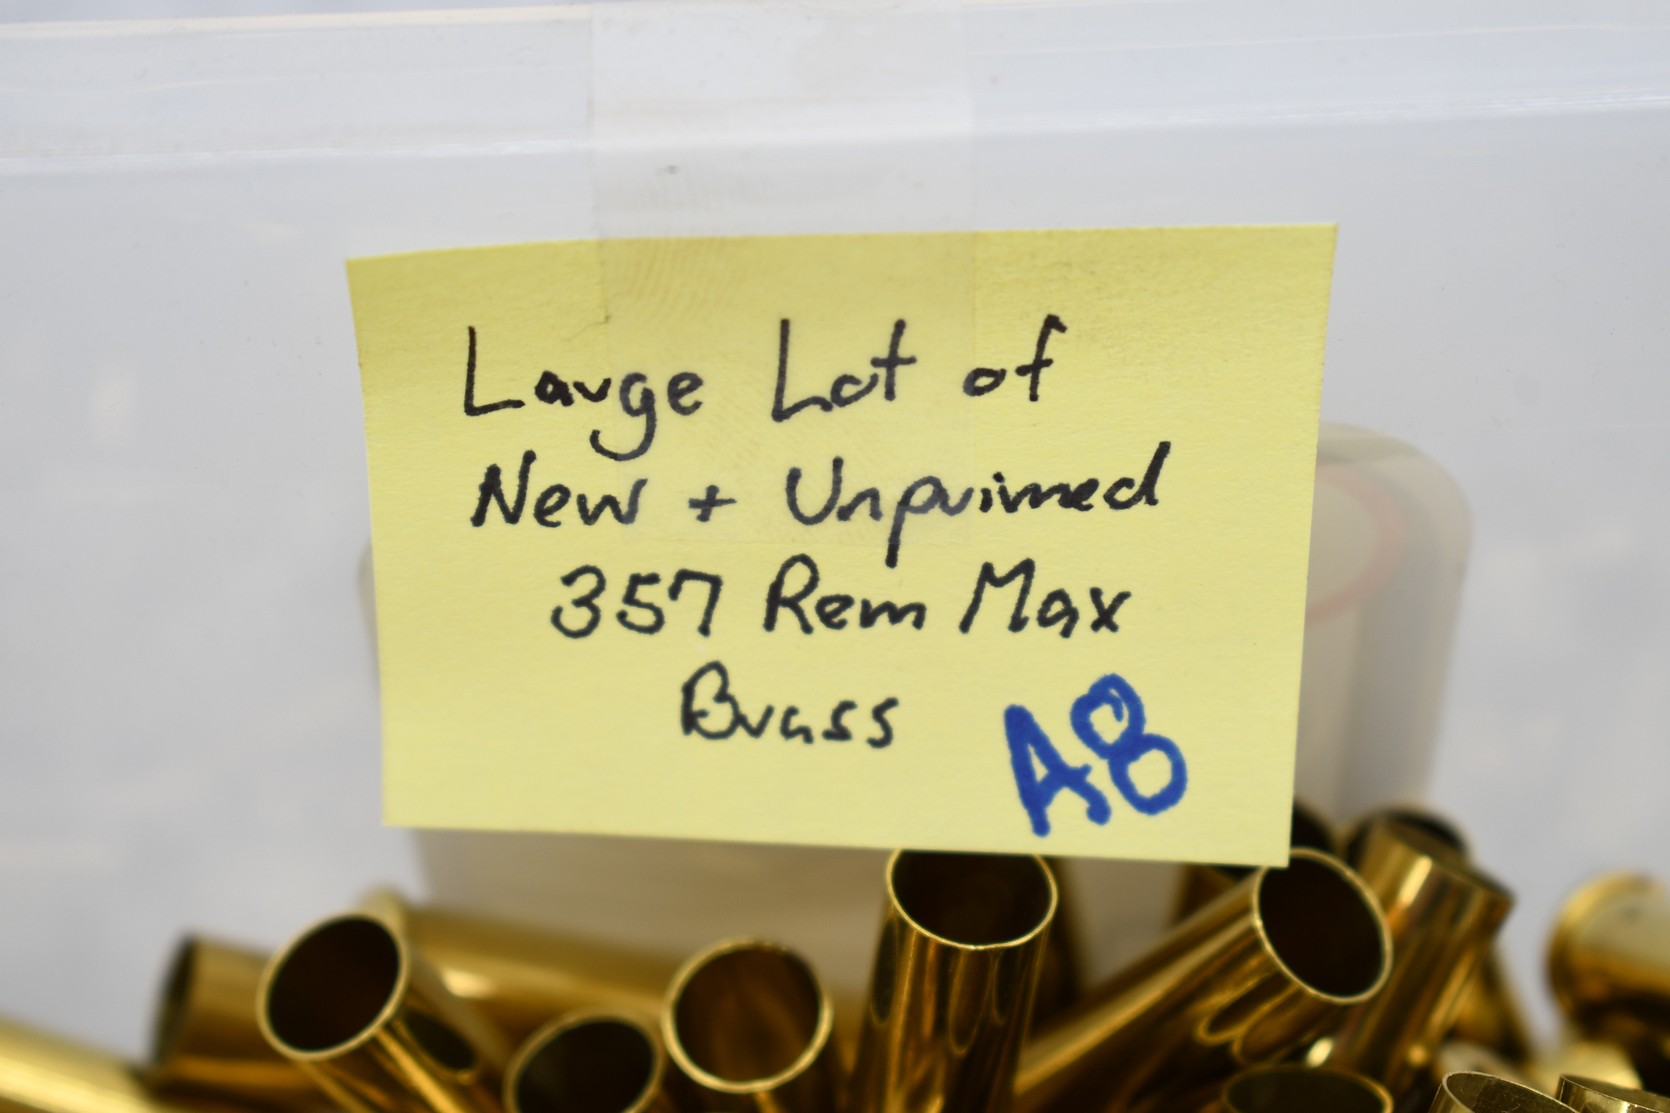 Large Lot of
New + Unprimed
357 Rem Max
Brass
A8